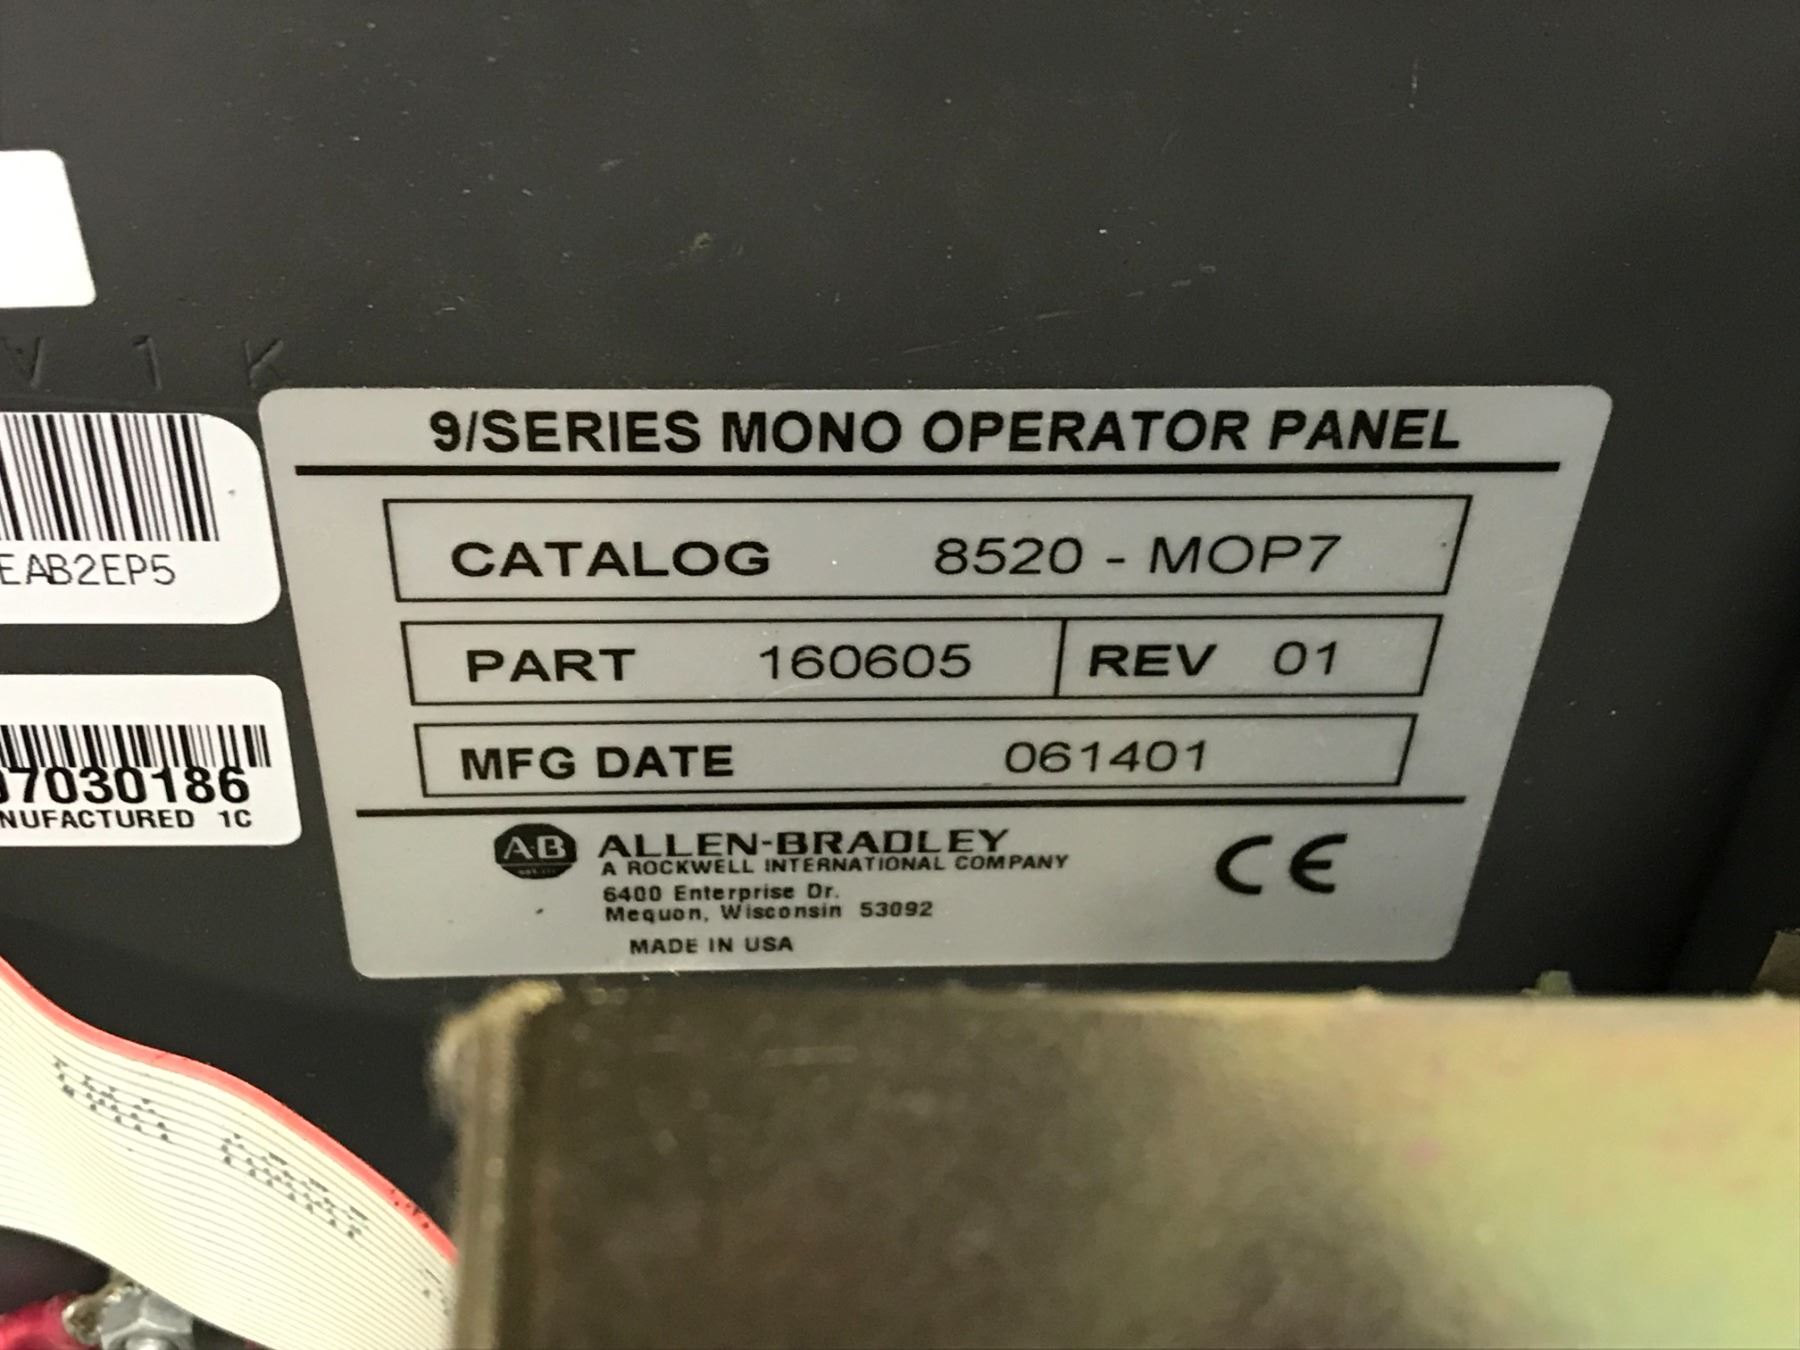 V 1 K
EAB2EP5
07030186
NUFACTURED 1C
9/SERIES MONO OPERATOR PANEL
CATALOG 8520 - MOP7
PART 160605 REV 01
MFG DATE 061401
A·B ALLEN-BRADLEY
A ROCKWELL INTERNATIONAL COMPANY
6400 Enterprise Dr.
Mequon, Wisconsin 53092
MADE IN USA
CE